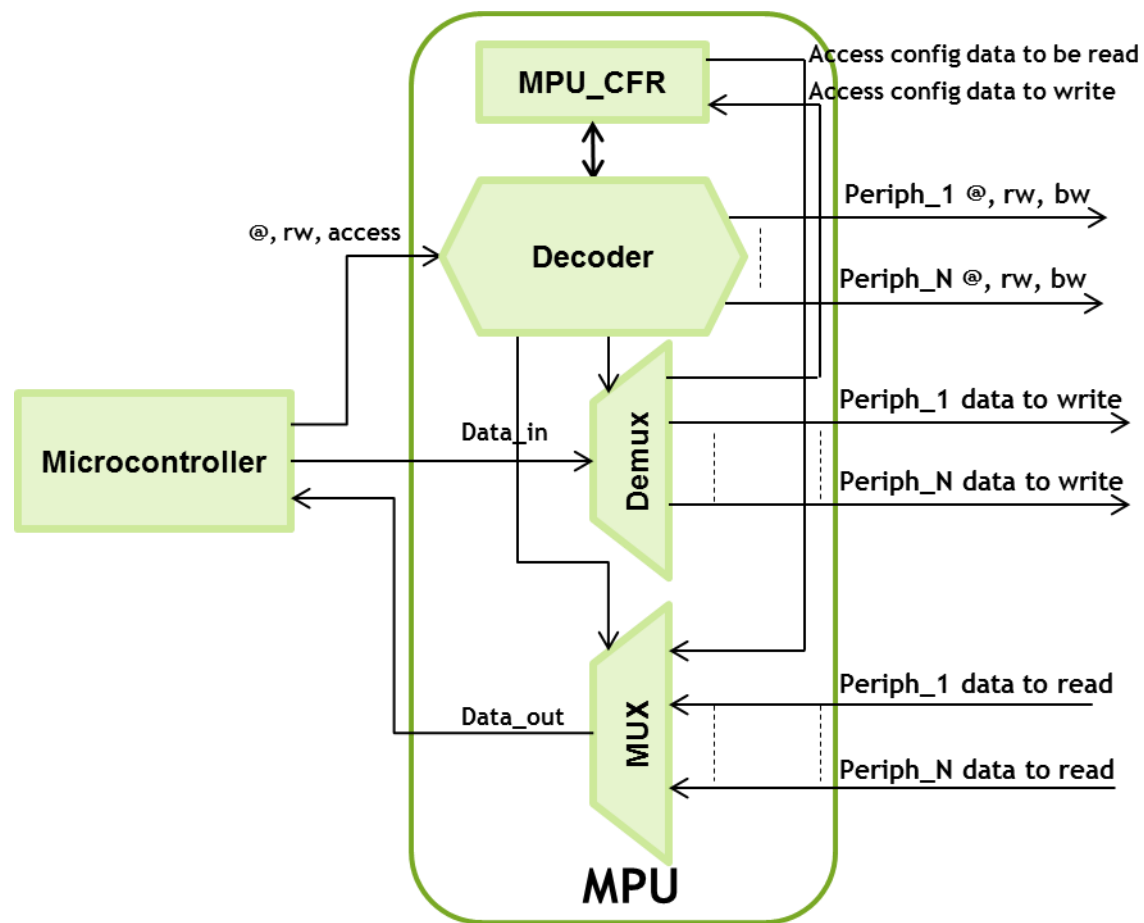 Access config data to be read
MPU_CFR
Access config data to write
Periph_1 @, rw, bw
@, rw, access
Decoder
Periph_N @, rw, bw
Periph_1 data to write
Data_in
Microcontroller
Demux
Periph_N data to write
Periph_1 data to read
Data_out
MUX
Periph_N data to read
MPU